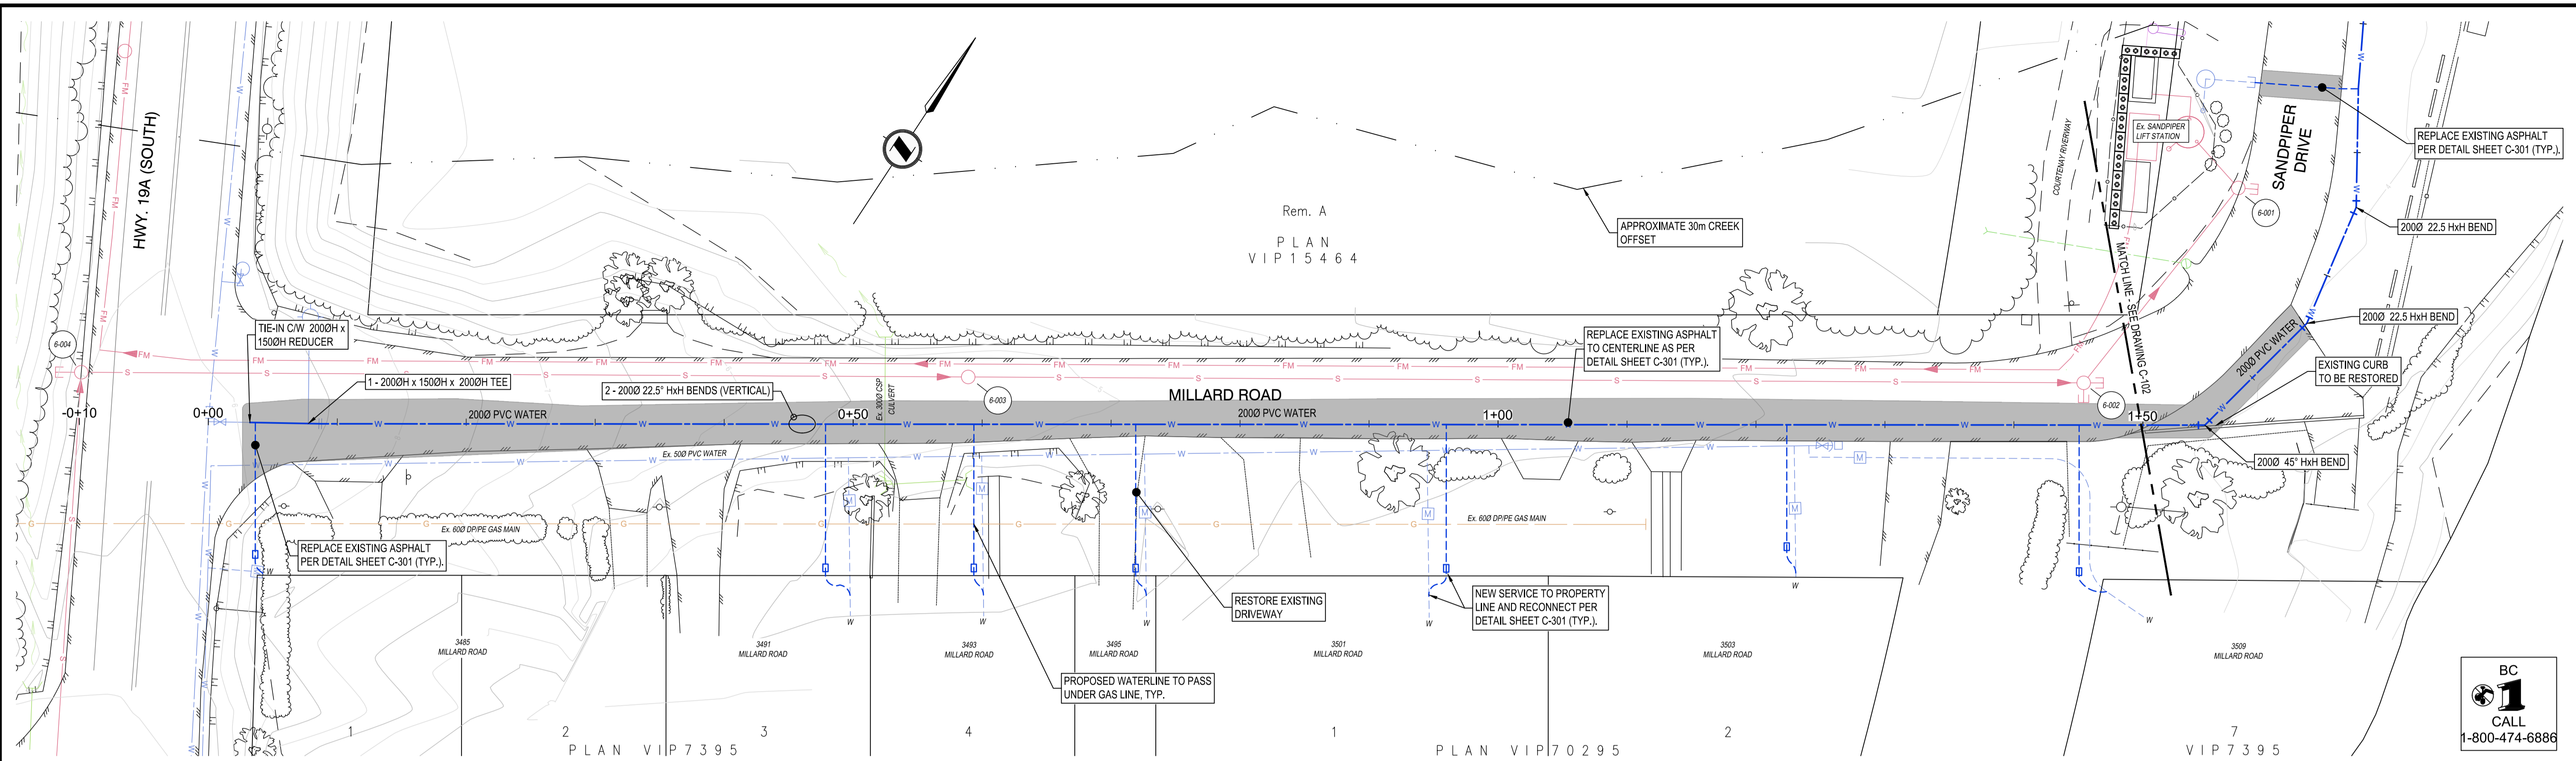 HWY. 19A (SOUTH)
Rem. A
PLAN
VIP15464
APPROXIMATE 30m CREEK
OFFSET
COURTENAY RIVERWAY
Ex. SANDPIPER
LIFT STATION
6-001
SANDPIPER
DRIVE
REPLACE EXISTING ASPHALT
PER DETAIL SHEET C-301 (TYP.).
200Ø 22.5 HxH BEND
MATCH LINE - SEE DRAWING C-102
200Ø 22.5 HxH BEND
200Ø PVC WATER
EXISTING CURB
TO BE RESTORED
200Ø 45° HxH BEND
6-004
TIE-IN C/W 200ØH x
150ØH REDUCER
1 - 200ØH x 150ØH x 200ØH TEE
2 - 200Ø 22.5° HxH BENDS (VERTICAL)
Ex. 300Ø CSP
CULVERT
6-003
REPLACE EXISTING ASPHALT
TO CENTERLINE AS PER
DETAIL SHEET C-301 (TYP.).
6-002
MILLARD ROAD
-0+10
0+00
0+50
1+00
1+50
200Ø PVC WATER
200Ø PVC WATER
Ex. 50Ø PVC WATER
Ex. 60Ø DP/PE GAS MAIN
Ex. 60Ø DP/PE GAS MAIN
REPLACE EXISTING ASPHALT
PER DETAIL SHEET C-301 (TYP.).
RESTORE EXISTING
DRIVEWAY
NEW SERVICE TO PROPERTY
LINE AND RECONNECT PER
DETAIL SHEET C-301 (TYP.).
PROPOSED WATERLINE TO PASS
UNDER GAS LINE, TYP.
3485
MILLARD ROAD
3491
MILLARD ROAD
3493
MILLARD ROAD
3495
MILLARD ROAD
3501
MILLARD ROAD
3503
MILLARD ROAD
3509
MILLARD ROAD
1
2
3
4
1
2
7
PLAN VIP7395
PLAN VIP70295
VIP7395
BC
1
CALL
1-800-474-6886